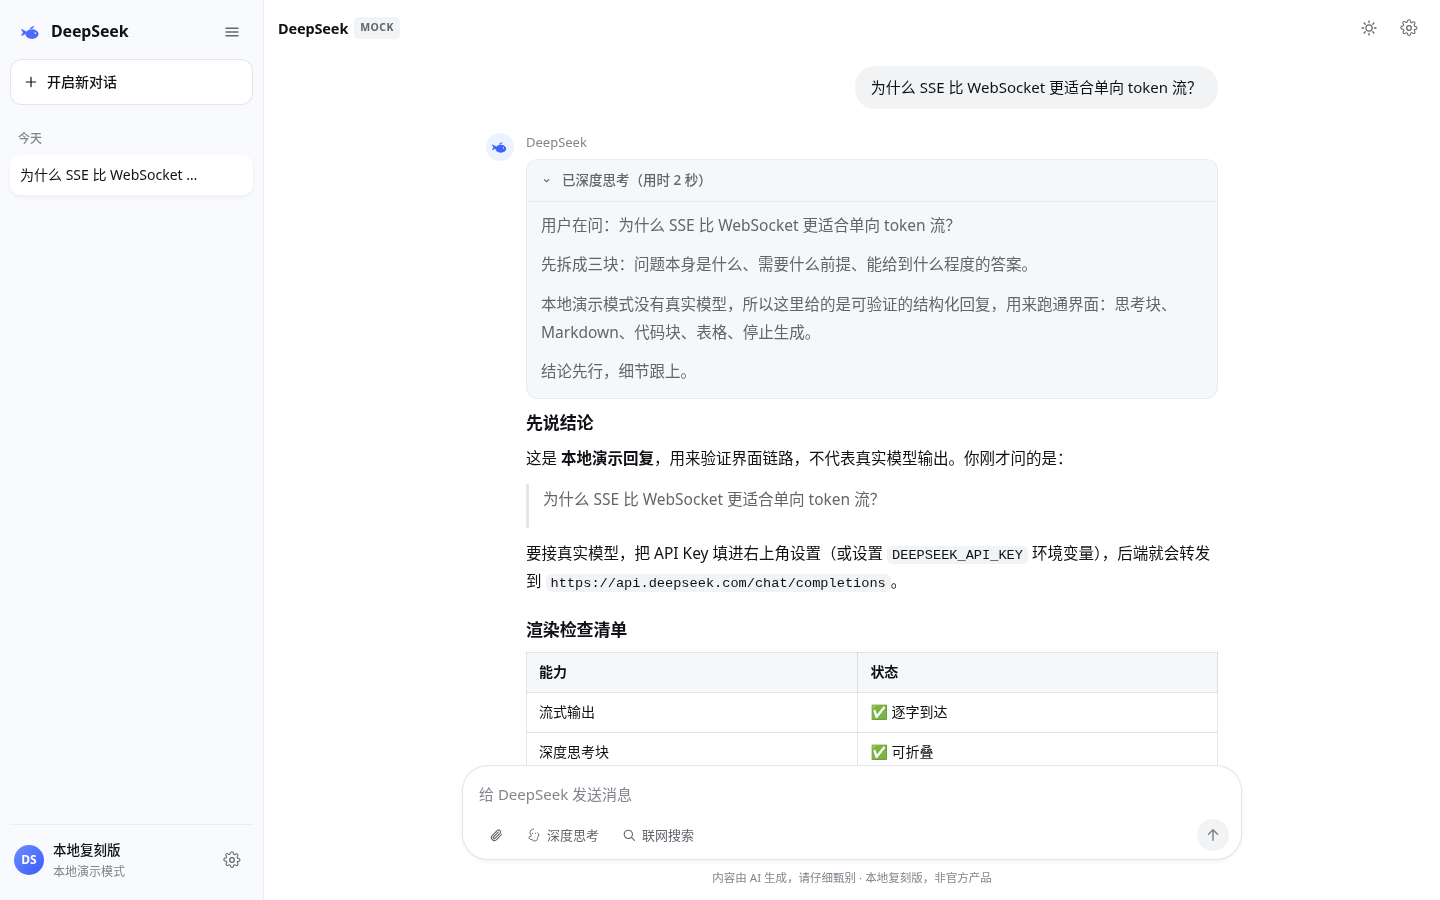 DeepSeek
开启新对话
今天
为什么 SSE 比 WebSocket ...
DS
本地复刻版
本地演示模式
DeepSeek MOCK
为什么 SSE 比 WebSocket 更适合单向 token 流?
DeepSeek
已深度思考（用时 2 秒）
用户在问：为什么 SSE 比 WebSocket 更适合单向 token 流?
先拆成三块：问题本身是什么、需要什么前提、能给到什么程度的答案。
本地演示模式没有真实模型，所以这里给的是可验证的结构化回复，用来跑通界面：思考块、
Markdown、代码块、表格、停止生成。
结论先行，细节跟上。
先说结论
这是 本地演示回复，用来验证界面链路，不代表真实模型输出。你刚才问的是：
为什么 SSE 比 WebSocket 更适合单向 token 流?
要接真实模型，把 API Key 填进右上角设置（或设置 DEEPSEEK_API_KEY 环境变量），后端就会转发
到 https://api.deepseek.com/chat/completions。
渲染检查清单
能力 状态
流式输出 ✅ 逐字到达
深度思考块 ✅ 可折叠
给 DeepSeek 发送消息
深度思考 联网搜索
内容由 AI 生成，请仔细甄别 · 本地复刻版，非官方产品